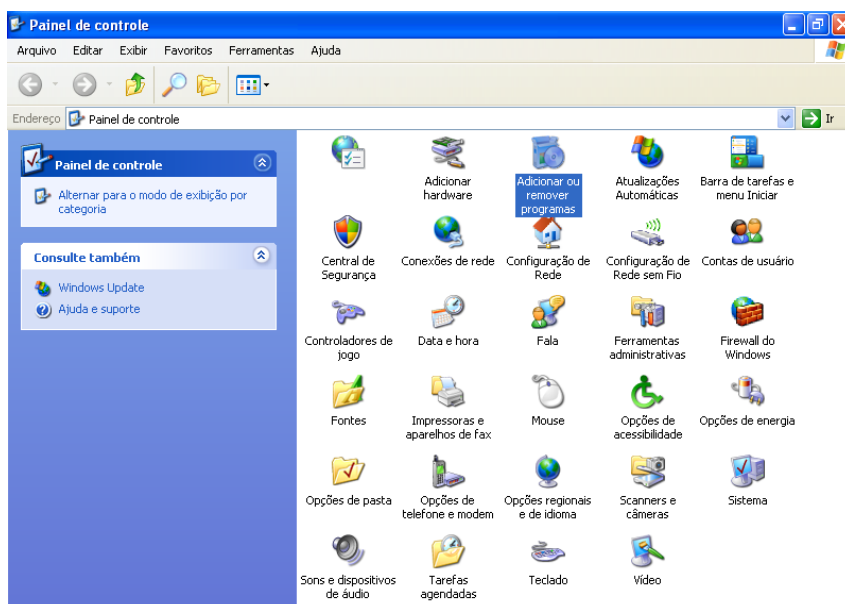 Painel de controle
Arquivo Editar Exibir Favoritos Ferramentas Ajuda
Endereço Painel de controle Ir
Painel de controle
Alternar para o modo de exibição por
categoria
Consulte também
Windows Update
Ajuda e suporte
Adicionar
hardware
Adicionar ou
remover
programas
Atualizações
Automáticas
Barra de tarefas e
menu Iniciar
Central de
Segurança
Conexões de rede
Configuração de
Rede
Configuração de
Rede sem Fio
Contas de usuário
Controladores de
jogo
Data e hora
Fala
Ferramentas
administrativas
Firewall do
Windows
Fontes
Impressoras e
aparelhos de fax
Mouse
Opções de
acessibilidade
Opções de energia
Opções de pasta
Opções de
telefone e modem
Opções regionais
e de idioma
Scanners e
câmeras
Sistema
Sons e dispositivos
de áudio
Tarefas
agendadas
Teclado
Vídeo